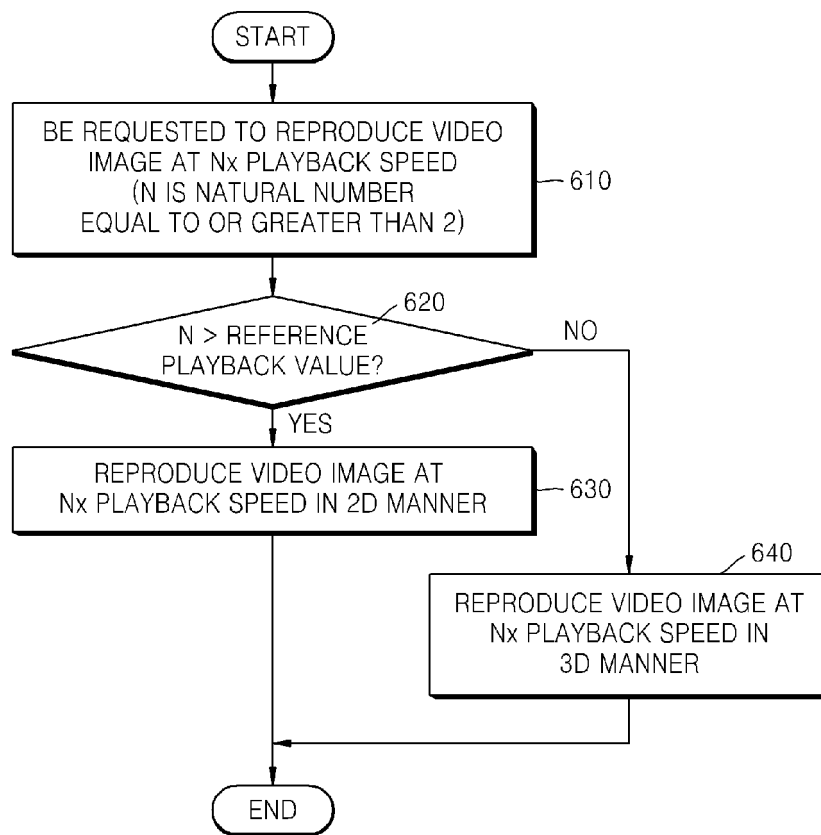 START
BE REQUESTED TO REPRODUCE VIDEO
IMAGE AT Nx PLAYBACK SPEED
(N IS NATURAL NUMBER
EQUAL TO OR GREATER THAN 2)
610
620
N > REFERENCE
PLAYBACK VALUE?
NO
YES
REPRODUCE VIDEO IMAGE AT
Nx PLAYBACK SPEED IN 2D MANNER
630
640
REPRODUCE VIDEO IMAGE AT
Nx PLAYBACK SPEED IN
3D MANNER
END